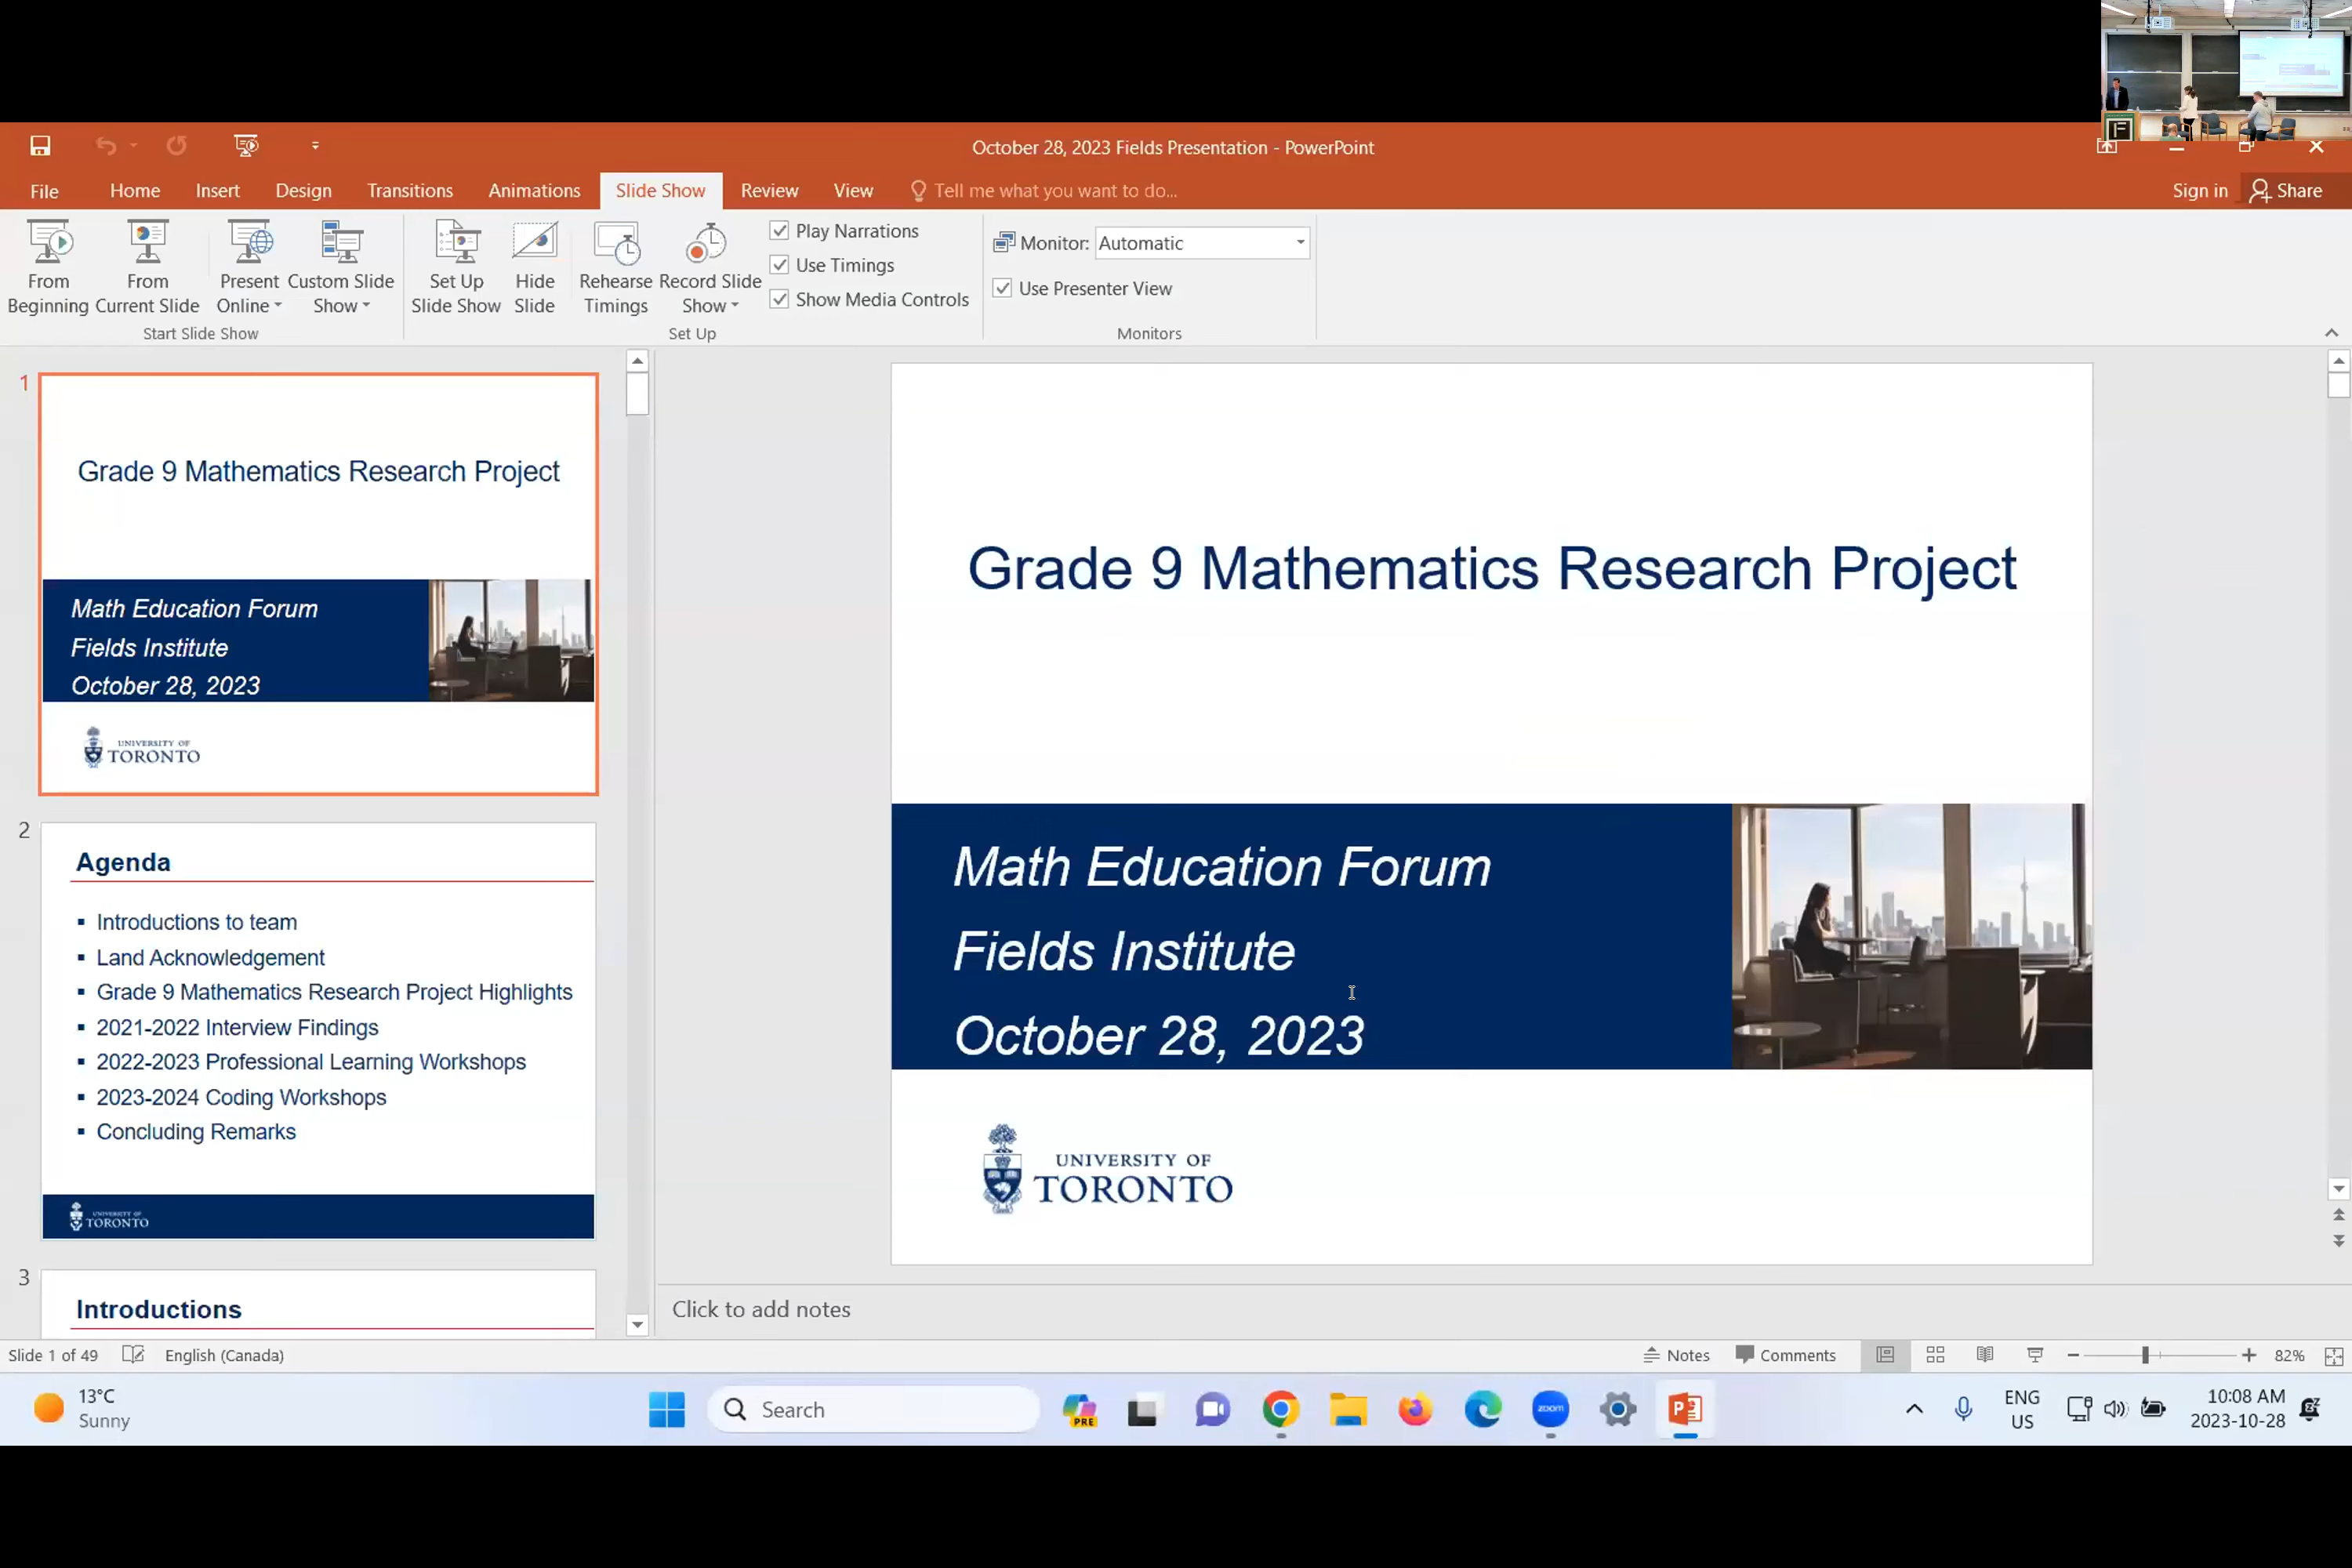 October 28, 2023 Fields Presentation - PowerPoint
File Home Insert Design Transitions Animations Slide Show Review View Tell me what you want to do... Sign in Share
From Beginning
From Current Slide
Present Online
Custom Slide Show
Start Slide Show
Set Up Slide Show
Hide Slide
Rehearse Timings
Record Slide Show
Play Narrations
Use Timings
Show Media Controls
Set Up
Monitor: Automatic
Use Presenter View
Monitors
1
Grade 9 Mathematics Research Project
Math Education Forum
Fields Institute
October 28, 2023
UNIVERSITY OF
TORONTO
2
Agenda
Introductions to team
Land Acknowledgement
Grade 9 Mathematics Research Project Highlights
2021-2022 Interview Findings
2022-2023 Professional Learning Workshops
2023-2024 Coding Workshops
Concluding Remarks
UNIVERSITY OF
TORONTO
3
Introductions
Grade 9 Mathematics Research Project
Math Education Forum
Fields Institute
October 28, 2023
UNIVERSITY OF
TORONTO
Click to add notes
Slide 1 of 49 English (Canada) Notes Comments 82%
13°C
Sunny
Search
PRE
zoom
ENG
US
10:08 AM
2023-10-28
F